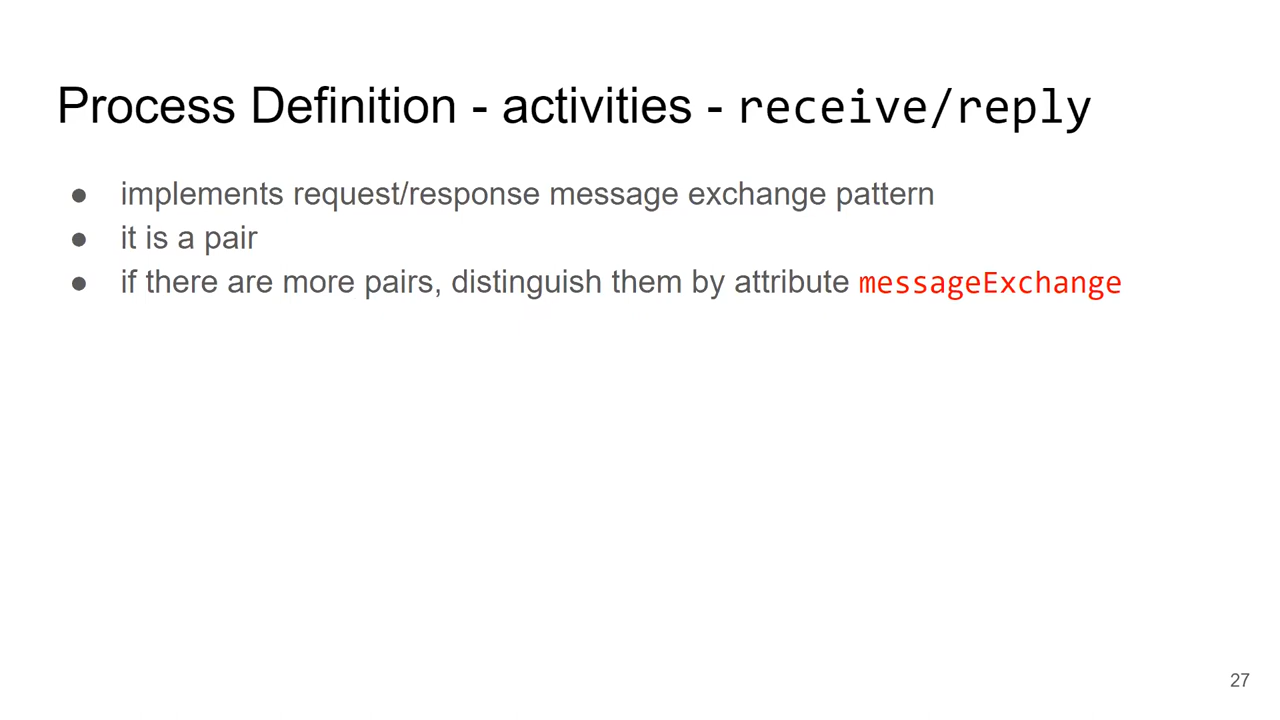 Process Definition - activities - receive/reply
● implements request/response message exchange pattern
● it is a pair
● if there are more pairs, distinguish them by attribute messageExchange
27